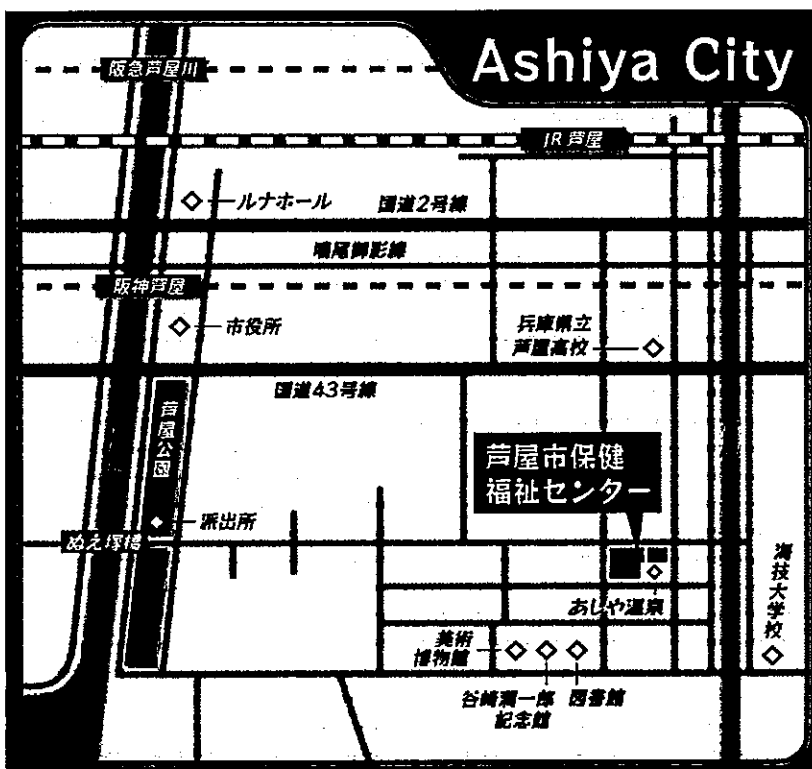 Ashiya City
阪急芦屋川
JR芦屋
ルナホール
国道2号線
鳴尾御影線
阪神芦屋
市役所
兵庫県立
芦屋高校
国道43号線
芦屋公園
芦屋市保健
福祉センター
派出所
ぬえ塚橋
あしや温泉
海技大学校
美術
博物館
谷崎潤一郎
記念館
図書館